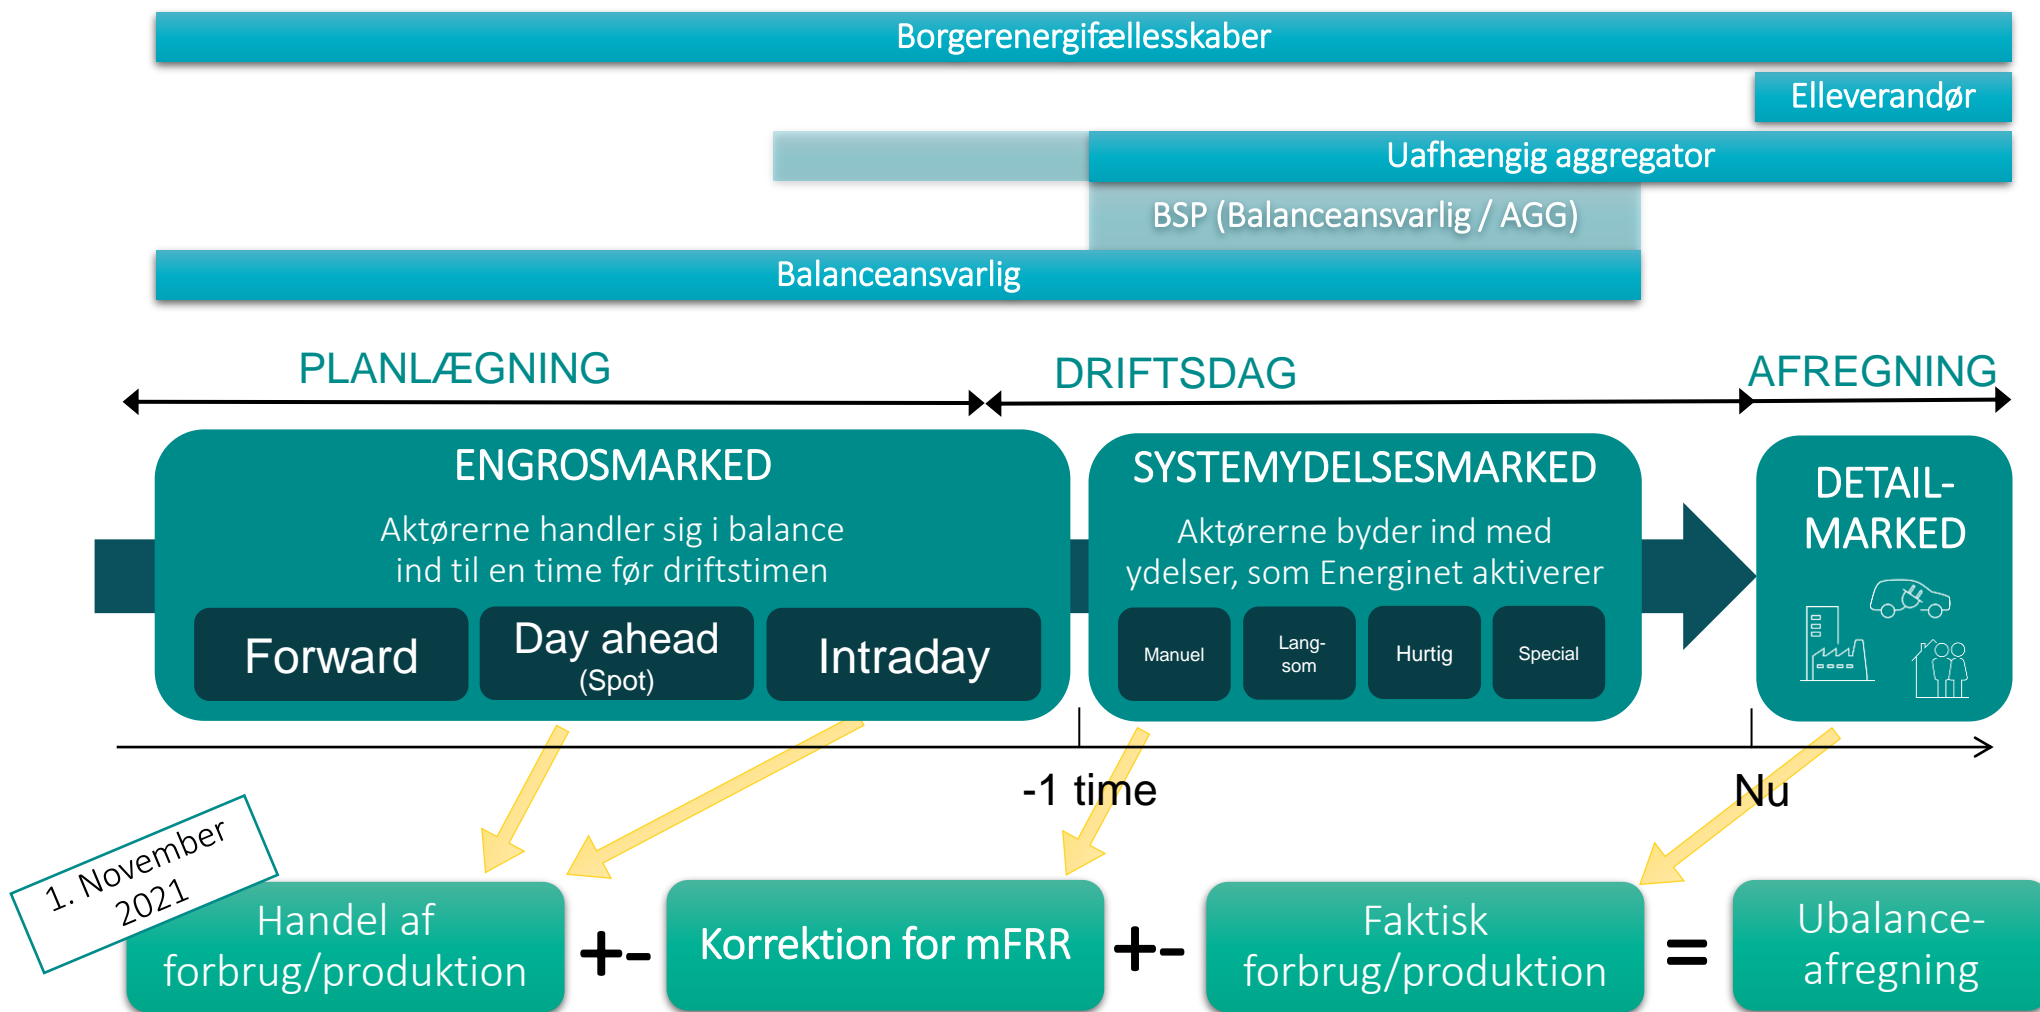 Borgerenergifællesskaber
Elleverandør
Uafhængig aggregator
BSP (Balanceansvarlig / AGG)
Balanceansvarlig
PLANLÆGNING
DRIFTSDAG
AFREGNING
ENGROSMARKED
Aktørerne handler sig i balance
ind til en time før driftstimen
Forward
Day ahead
(Spot)
Intraday
SYSTEMYDELSESMARKED
Aktørerne byder ind med
ydelser, som Energinet aktiverer
Manuel
Lang-
som
Hurtig
Special
DETAIL-
MARKED
-1 time
Nu
1. November
2021
Handel af
forbrug/produktion
+-
Korrektion for mFRR
+-
Faktisk
forbrug/produktion
=
Ubalance-
afregning